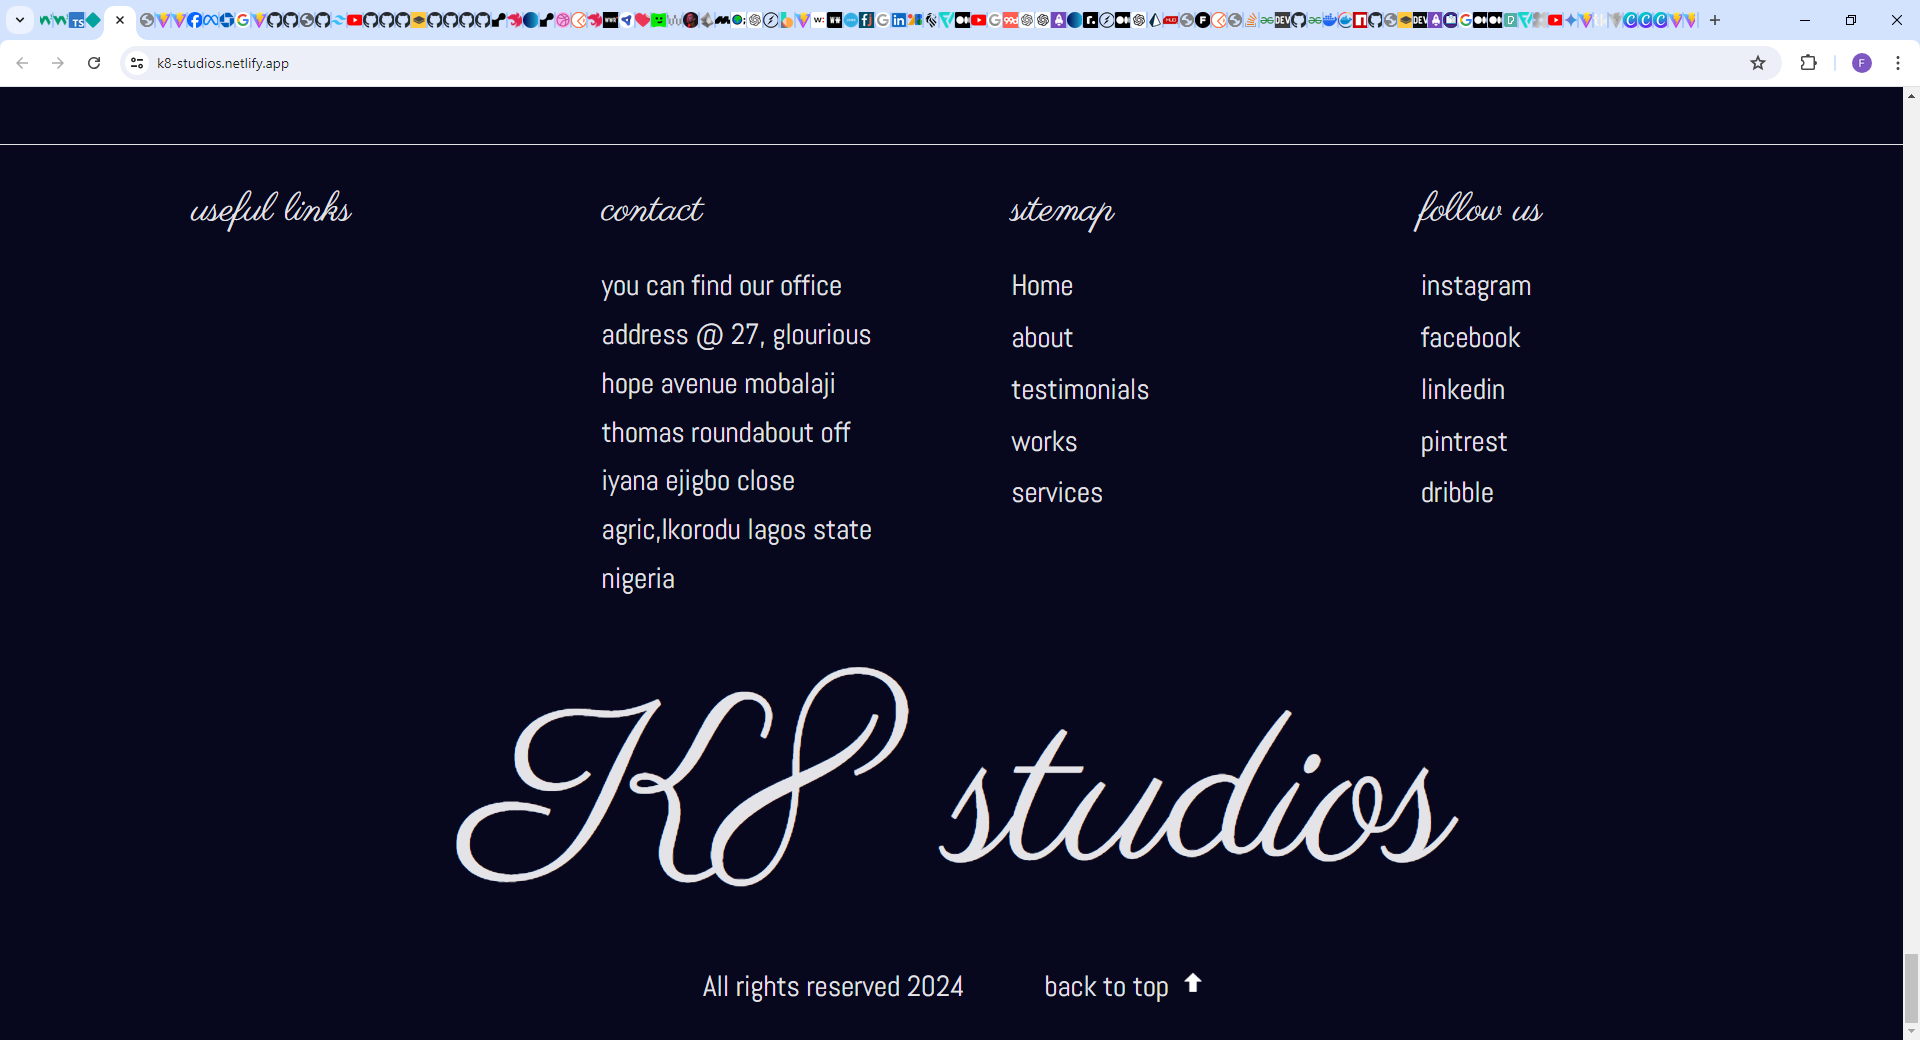 k8-studios.netlify.app
useful links
contact
you can find our office
address @ 27, glourious
hope avenue mobalaji
thomas roundabout off
iyana ejigbo close
agric,Ikorodu lagos state
nigeria
sitemap
Home
about
testimonials
works
services
follow us
instagram
facebook
linkedin
pintrest
dribble
K8 studios
All rights reserved 2024
back to top